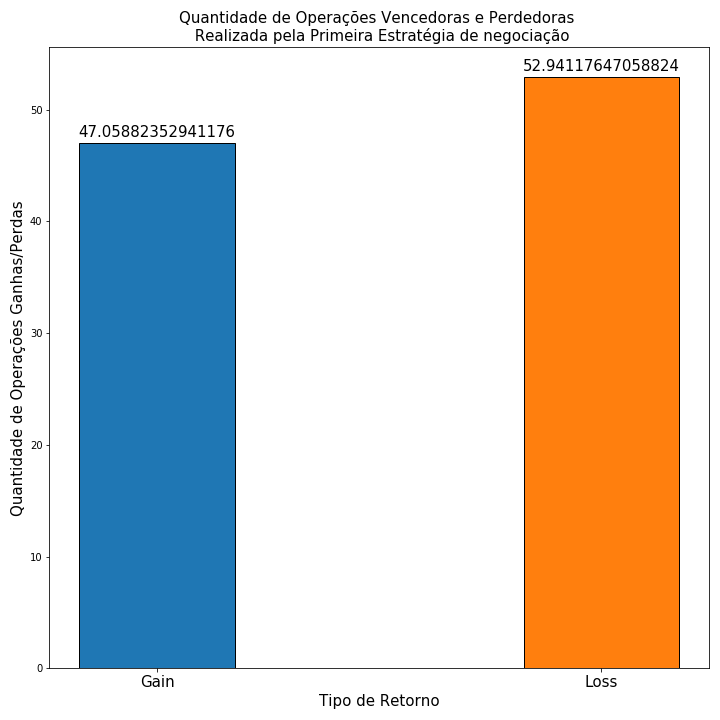 Quantidade de Operações Vencedoras e Perdedoras
Realizada pela Primeira Estratégia de negociação
52.94117647058824
47.05882352941176
Quantidade de Operações Ganhas/Perdas
50
40
30
20
10
0
Gain
Loss
Tipo de Retorno